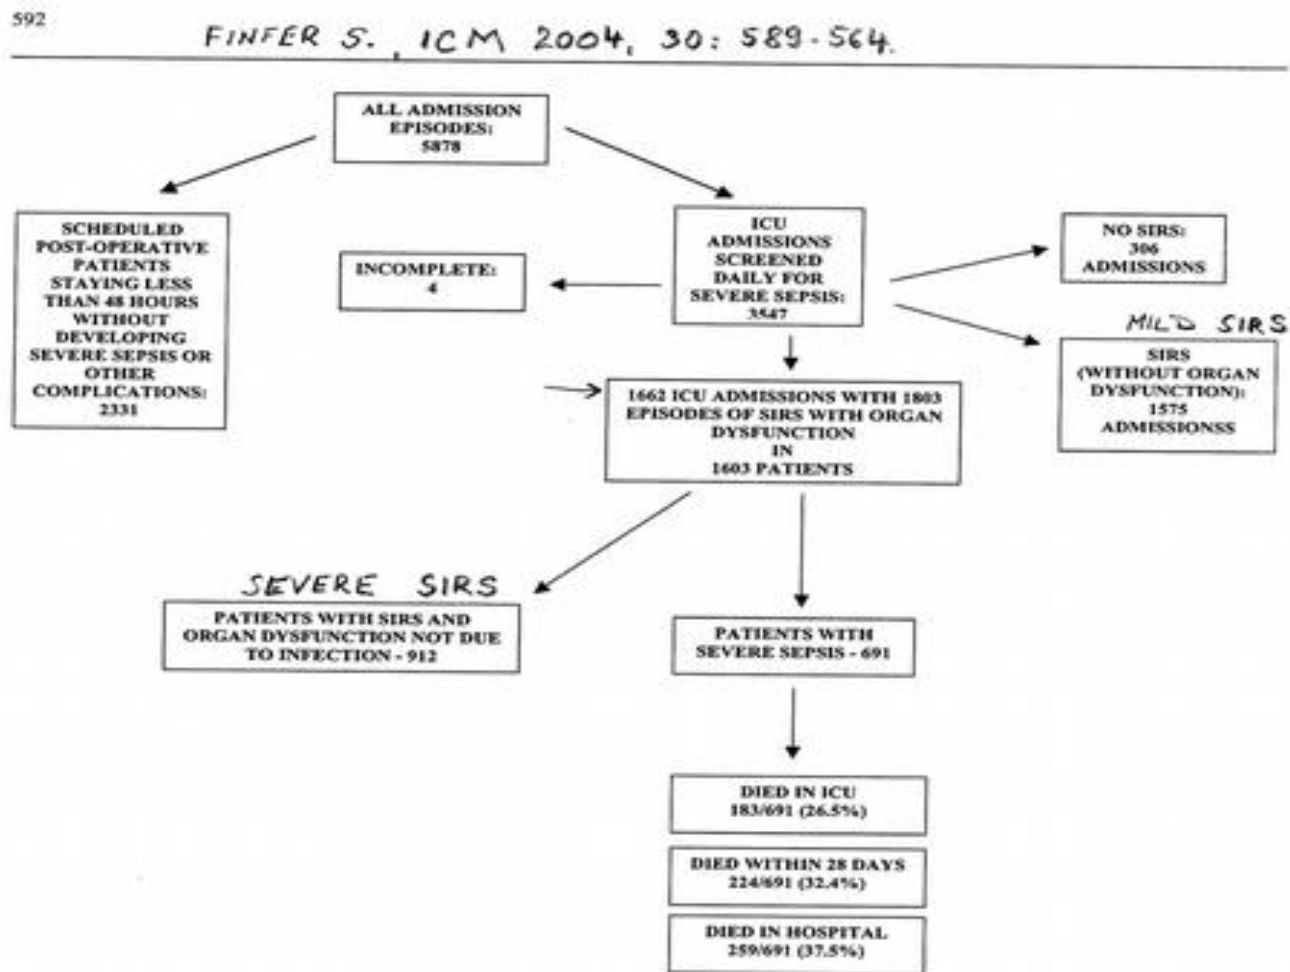 592
FINFER S., ICM 2004, 30: 589-564.
ALL ADMISSION
EPISODES:
5878
SCHEDULED
POST-OPERATIVE
PATIENTS
STAYING LESS
THAN 48 HOURS
WITHOUT
DEVELOPING
SEVERE SEPSIS OR
OTHER
COMPLICATIONS:
2331
INCOMPLETE:
4
ICU
ADMISSIONS
SCREENED
DAILY FOR
SEVERE SEPSIS:
3547
NO SIRS:
306
ADMISSIONS
MILD SIRS
SIRS
(WITHOUT ORGAN
DYSFUNCTION):
1575
ADMISSIONSS
1662 ICU ADMISSIONS WITH 1803
EPISODES OF SIRS WITH ORGAN
DYSFUNCTION
IN
1603 PATIENTS
SEVERE SIRS
PATIENTS WITH SIRS AND
ORGAN DYSFUNCTION NOT DUE
TO INFECTION - 912
PATIENTS WITH
SEVERE SEPSIS - 691
DIED IN ICU
183/691 (26.5%)
DIED WITHIN 28 DAYS
224/691 (32.4%)
DIED IN HOSPITAL
259/691 (37.5%)